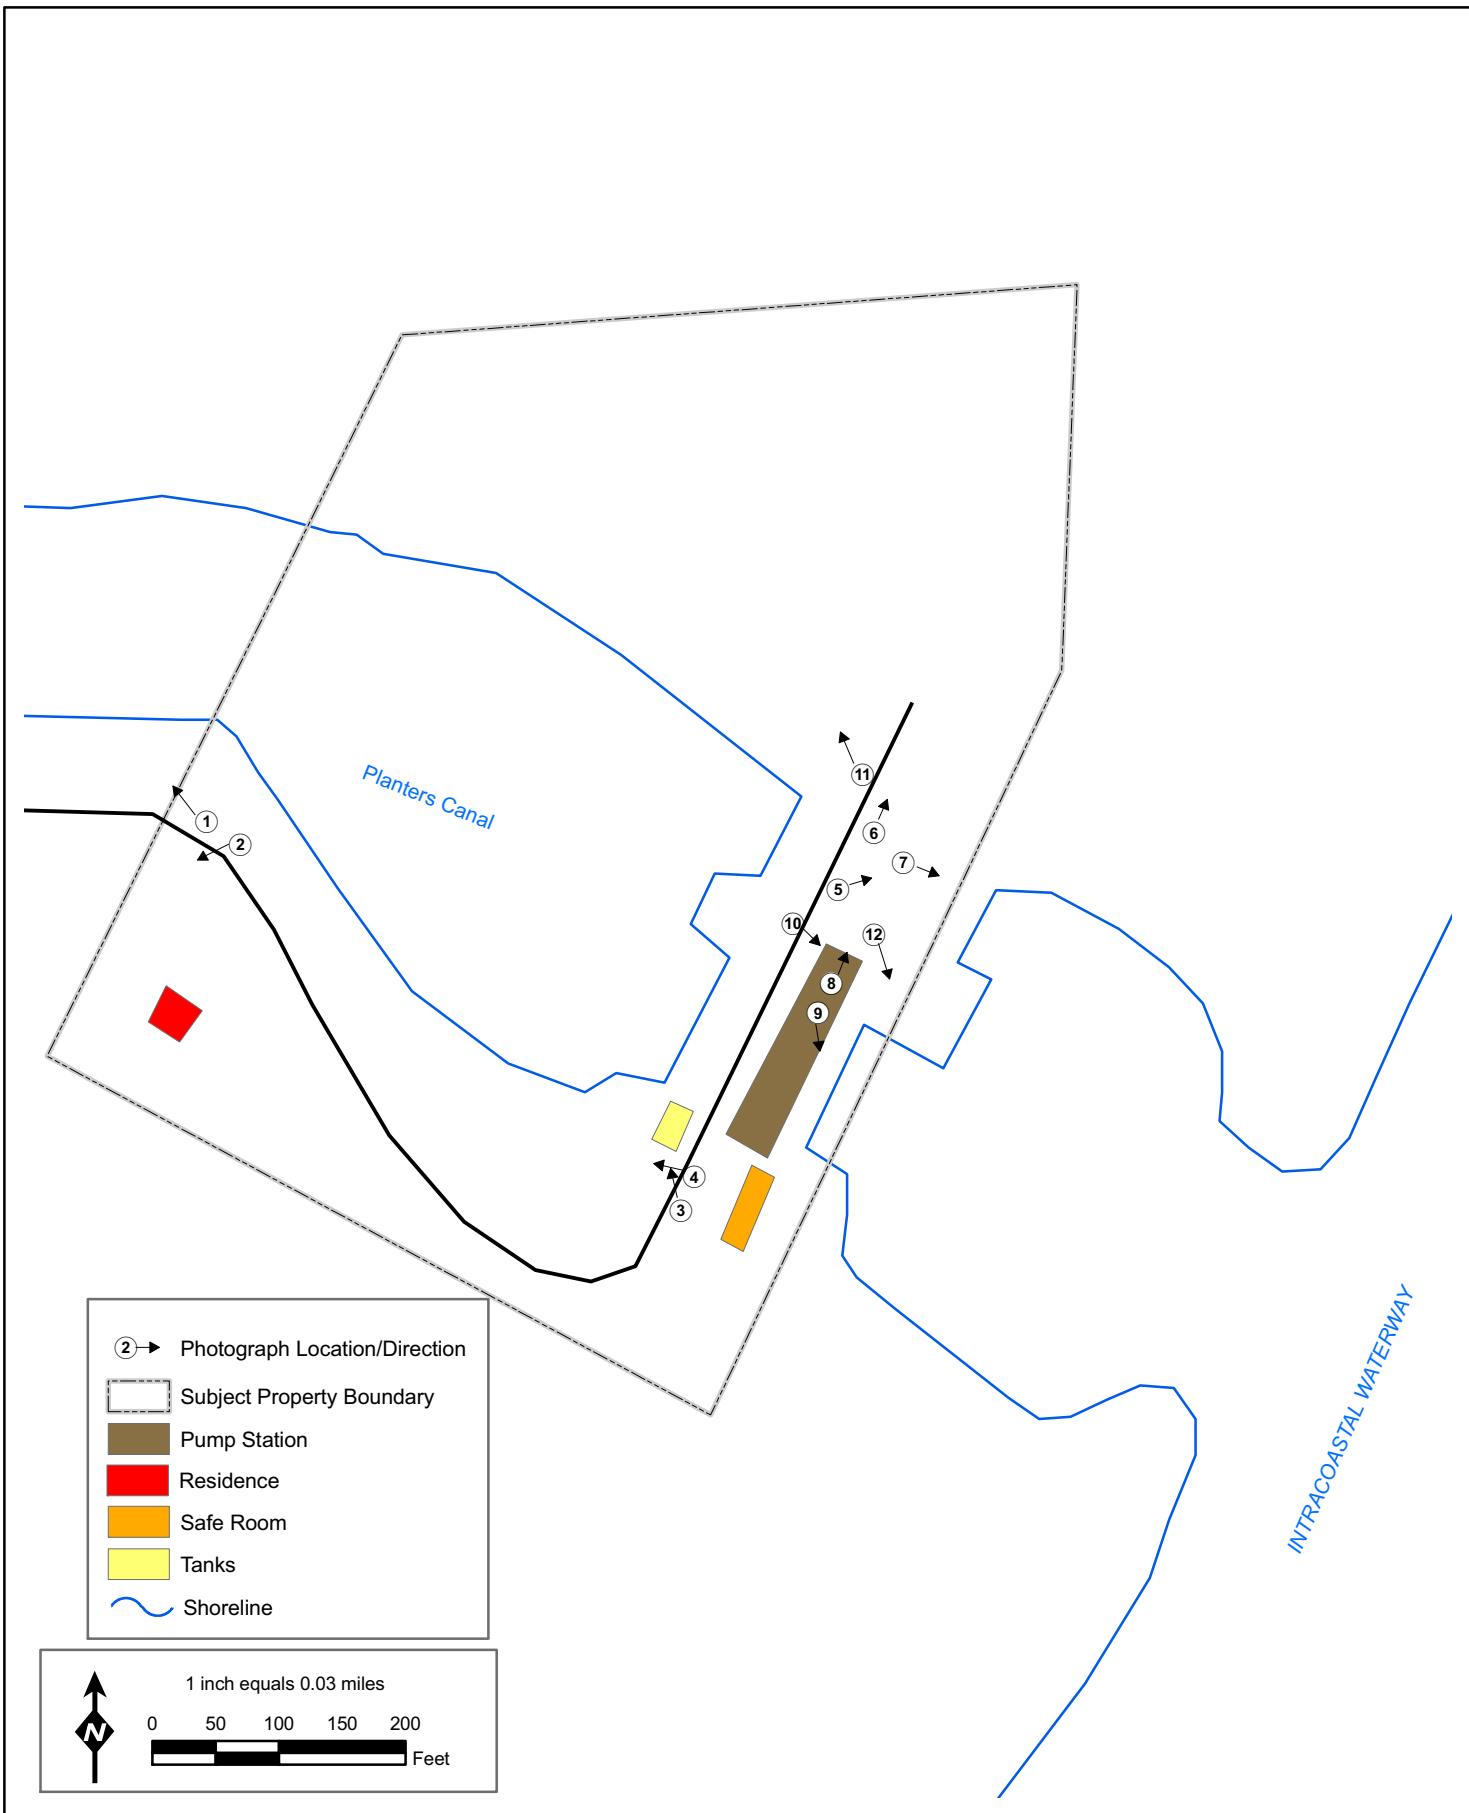 Planters Canal
11
1
6
2
7
5
10
12
8
9
4
3
INTRACOASTAL WATERWAY
2 Photograph Location/Direction
Subject Property Boundary
Pump Station
Residence
Safe Room
Tanks
Shoreline
N
1 inch equals 0.03 miles
0 50 100 150 200
Feet